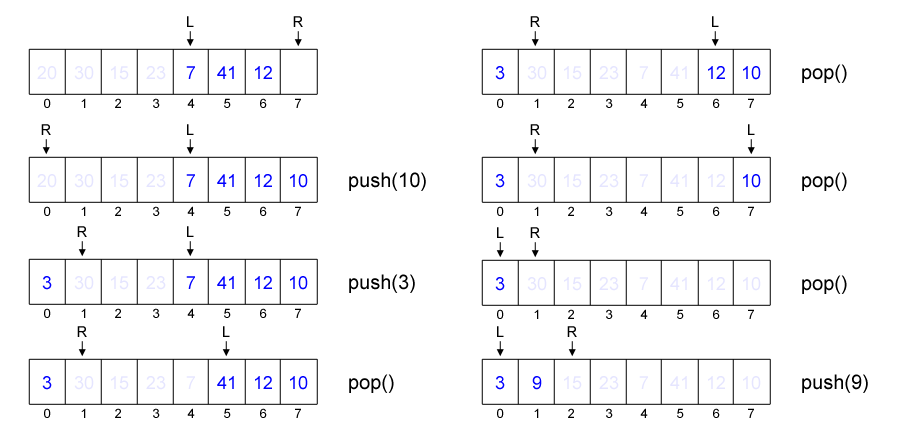 L R
20 30 15 23 7 41 12
0 1 2 3 4 5 6 7
R L
20 30 15 23 7 41 12 10 push(10)
0 1 2 3 4 5 6 7
R L
3 30 15 23 7 41 12 10 push(3)
0 1 2 3 4 5 6 7
R L
3 30 15 23 7 41 12 10 pop()
0 1 2 3 4 5 6 7
R L
3 30 15 23 7 41 12 10 pop()
0 1 2 3 4 5 6 7
R L
3 30 15 23 7 41 12 10 pop()
0 1 2 3 4 5 6 7
L R
3 30 15 23 7 41 12 10 pop()
0 1 2 3 4 5 6 7
L R
3 9 15 23 7 41 12 10 push(9)
0 1 2 3 4 5 6 7